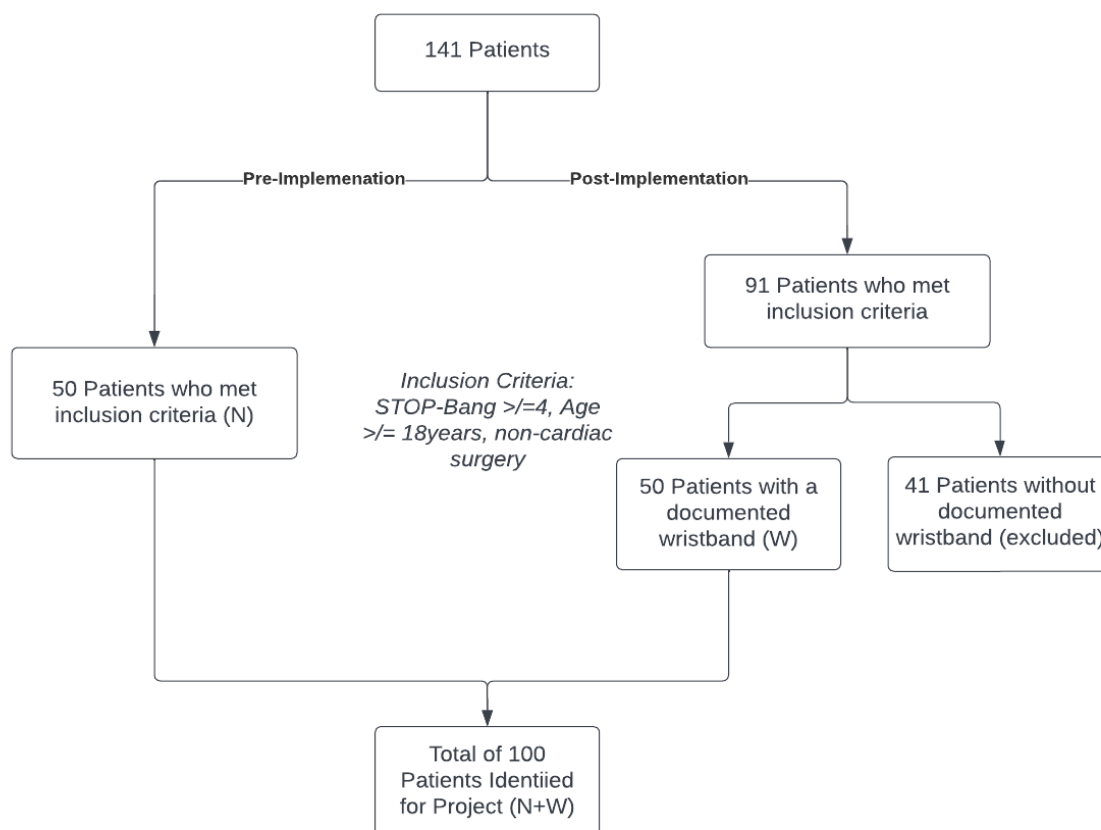 141 Patients
Pre-Implemenation
Post-Implementation
91 Patients who met
inclusion criteria
50 Patients who met
inclusion criteria (N)
Inclusion Criteria:
STOP-Bang >/=4, Age
>/= 18years, non-cardiac
surgery
50 Patients with a
documented
wristband (W)
41 Patients without
documented
wristband (excluded)
Total of 100
Patients Identiied
for Project (N+W)